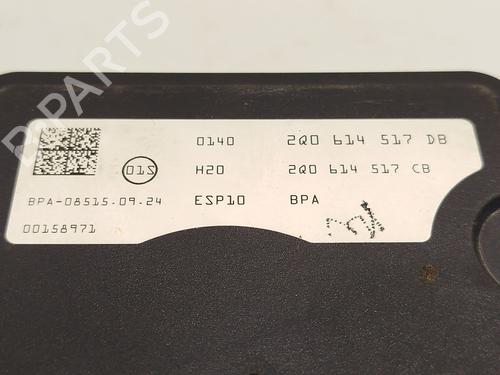 B-PARTS
0140 2Q0 614 517 DB
01S H20 2Q0 614 517 CB
BPA-08515.09.24 ESP10 BPA
00158971